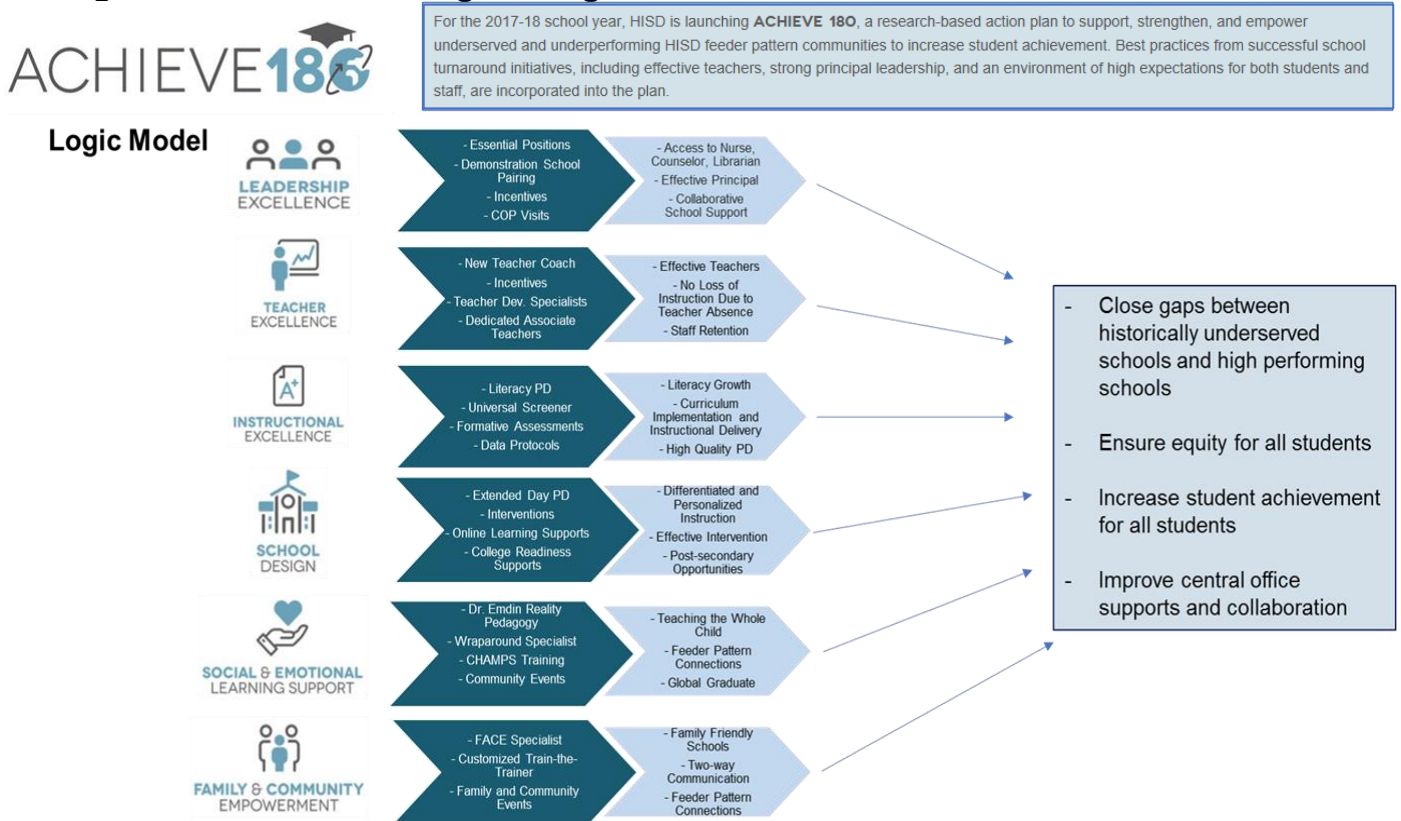 For the 2017-18 school year, HISD is launching ACHIEVE 180, a research-based action plan to support, strengthen, and empower
underserved and underperforming HISD feeder pattern communities to increase student achievement. Best practices from successful school
turnaround initiatives, including effective teachers, strong principal leadership, and an environment of high expectations for both students and
staff, are incorporated into the plan.
ACHIEVE180
Logic Model
LEADERSHIP
EXCELLENCE
- Essential Positions
- Demonstration School
Pairing
- Incentives
- COP Visits
- Access to Nurse,
Counselor, Librarian
- Effective Principal
- Collaborative
School Support
TEACHER
EXCELLENCE
- New Teacher Coach
- Incentives
- Teacher Dev. Specialists
- Dedicated Associate
Teachers
- Effective Teachers
- No Loss of
Instruction Due to
Teacher Absence
- Staff Retention
A+
INSTRUCTIONAL
EXCELLENCE
- Literacy PD
- Universal Screener
- Formative Assessments
- Data Protocols
- Literacy Growth
- Curriculum
Implementation and
Instructional Delivery
- High Quality PD
SCHOOL
DESIGN
- Extended Day PD
- Interventions
- Online Learning Supports
- College Readiness
Supports
- Differentiated and
Personalized
Instruction
- Effective Intervention
- Post-secondary
Opportunities
SOCIAL & EMOTIONAL
LEARNING SUPPORT
- Dr. Emdin Reality
Pedagogy
- Wraparound Specialist
- CHAMPS Training
- Community Events
- Teaching the Whole
Child
- Feeder Pattern
Connections
- Global Graduate
FAMILY & COMMUNITY
EMPOWERMENT
- FACE Specialist
- Customized Train-the-
Trainer
- Family and Community
Events
- Family Friendly
Schools
- Two-way
Communication
- Feeder Pattern
Connections
- Close gaps between
historically underserved
schools and high performing
schools
- Ensure equity for all students
- Increase student achievement
for all students
- Improve central office
supports and collaboration